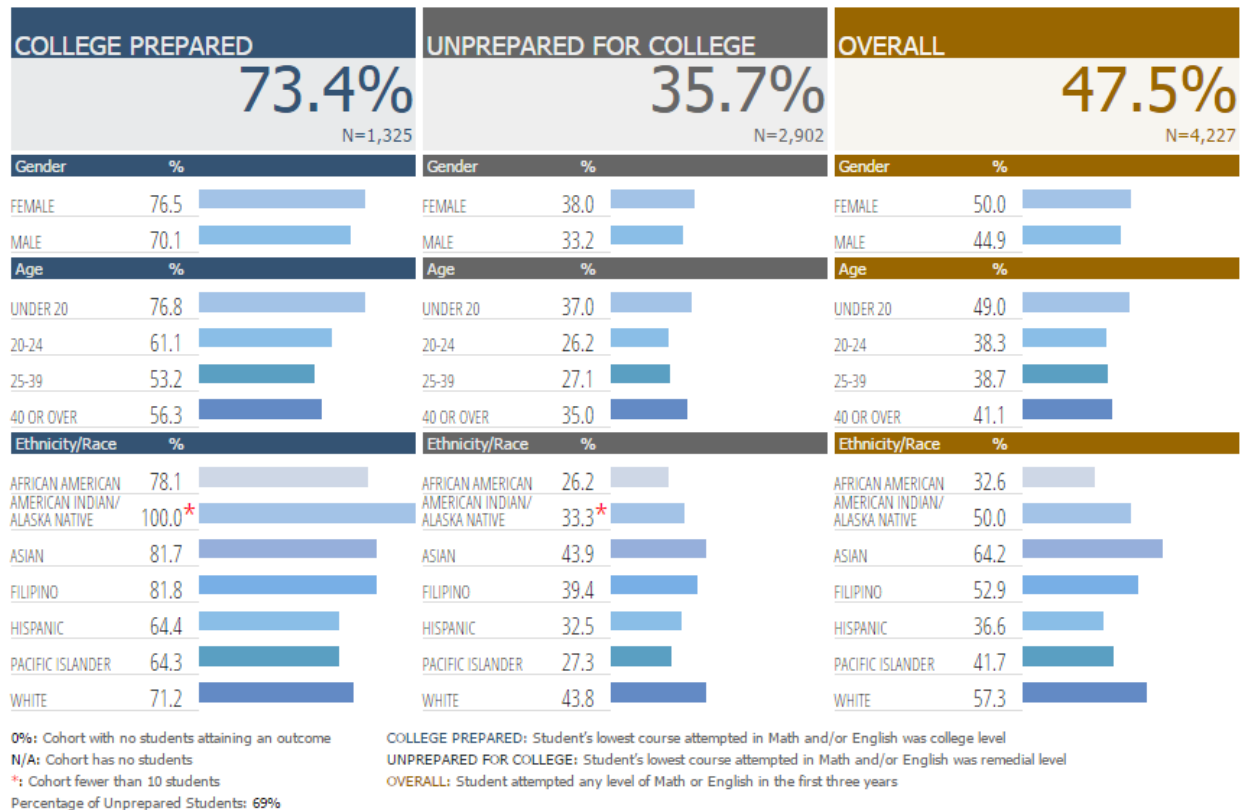 COLLEGE PREPARED
73.4%
N=1,325
Gender %
FEMALE 76.5
MALE 70.1
Age %
UNDER 20 76.8
20-24 61.1
25-39 53.2
40 OR OVER 56.3
Ethnicity/Race %
AFRICAN AMERICAN 78.1
AMERICAN INDIAN/
ALASKA NATIVE 100.0*
ASIAN 81.7
FILIPINO 81.8
HISPANIC 64.4
PACIFIC ISLANDER 64.3
WHITE 71.2
UNPREPARED FOR COLLEGE
35.7%
N=2,902
Gender %
FEMALE 38.0
MALE 33.2
Age %
UNDER 20 37.0
20-24 26.2
25-39 27.1
40 OR OVER 35.0
Ethnicity/Race %
AFRICAN AMERICAN 26.2
AMERICAN INDIAN/
ALASKA NATIVE 33.3*
ASIAN 43.9
FILIPINO 39.4
HISPANIC 32.5
PACIFIC ISLANDER 27.3
WHITE 43.8
OVERALL
47.5%
N=4,227
Gender %
FEMALE 50.0
MALE 44.9
Age %
UNDER 20 49.0
20-24 38.3
25-39 38.7
40 OR OVER 41.1
Ethnicity/Race %
AFRICAN AMERICAN 32.6
AMERICAN INDIAN/
ALASKA NATIVE 50.0
ASIAN 64.2
FILIPINO 52.9
HISPANIC 36.6
PACIFIC ISLANDER 41.7
WHITE 57.3
0%: Cohort with no students attaining an outcome
N/A: Cohort has no students
*: Cohort fewer than 10 students
Percentage of Unprepared Students: 69%
COLLEGE PREPARED: Student's lowest course attempted in Math and/or English was college level
UNPREPARED FOR COLLEGE: Student's lowest course attempted in Math and/or English was remedial level
OVERALL: Student attempted any level of Math or English in the first three years